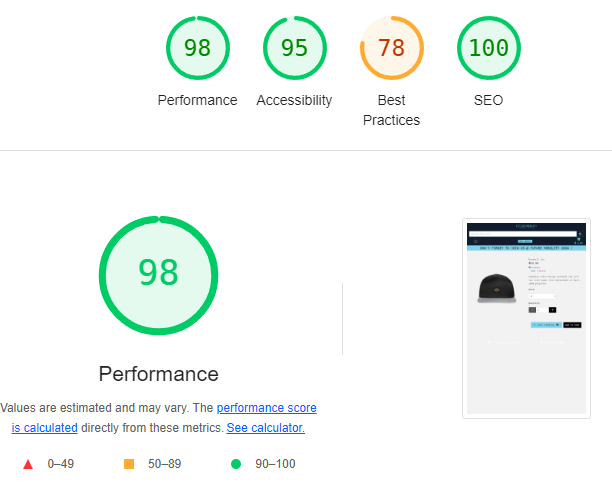 98
95
78
100
Performance
Accessibility
Best
Practices
SEO
98
Performance
Values are estimated and may vary. The performance score
is calculated directly from these metrics. See calculator.
0–49
50–89
90–100